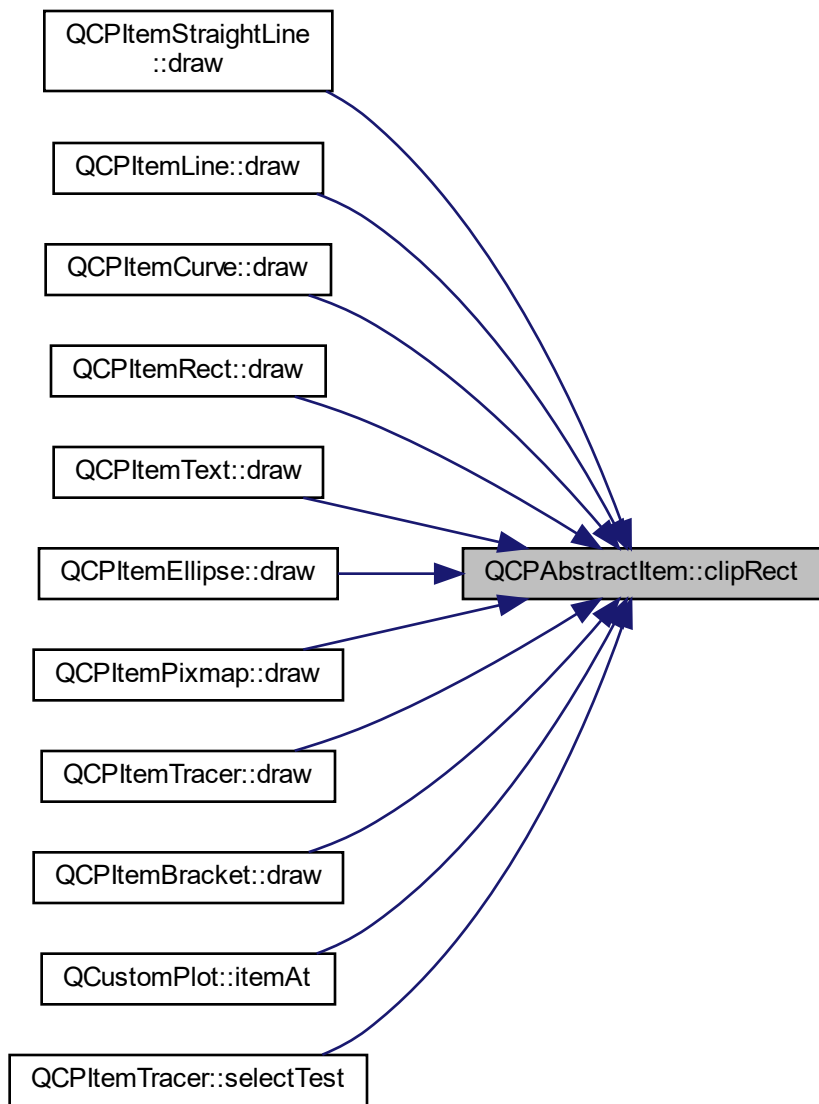 QCPItemStraightLine
::draw
QCPItemLine::draw
QCPItemCurve::draw
QCPItemRect::draw
QCPItemText::draw
QCPItemEllipse::draw
QCPAbstractItem::clipRect
QCPItemPixmap::draw
QCPItemTracer::draw
QCPItemBracket::draw
QCustomPlot::itemAt
QCPItemTracer::selectTest